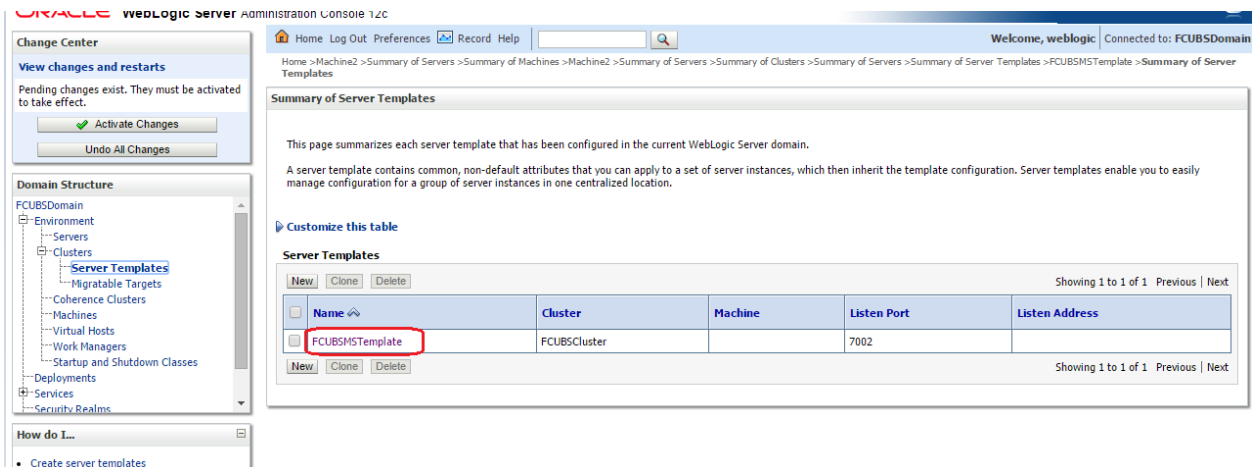 ORACLE WebLogic Server Administration Console 12c
Change Center
View changes and restarts
Pending changes exist. They must be activated
to take effect.
Activate Changes
Undo All Changes
Domain Structure
FCUBSDomain
Environment
Servers
Clusters
Server Templates
Migratable Targets
Coherence Clusters
Machines
Virtual Hosts
Work Managers
Startup and Shutdown Classes
Deployments
Services
Security Realms
How do I...
Create server templates
Home Log Out Preferences Record Help
Welcome, weblogic Connected to: FCUBSDomain
Home >Machine2 >Summary of Servers >Summary of Machines >Machine2 >Summary of Servers >Summary of Clusters >Summary of Servers >Summary of Server Templates >FCUBSMSTemplate >Summary of Server
Templates
Summary of Server Templates
This page summarizes each server template that has been configured in the current WebLogic Server domain.
A server template contains common, non-default attributes that you can apply to a set of server instances, which then inherit the template configuration. Server templates enable you to easily
manage configuration for a group of server instances in one centralized location.
Customize this table
Server Templates
New Clone Delete Showing 1 to 1 of 1 Previous | Next
Name Cluster Machine Listen Port Listen Address
FCUBSMSTemplate FCUBSCluster 7002
New Clone Delete Showing 1 to 1 of 1 Previous | Next